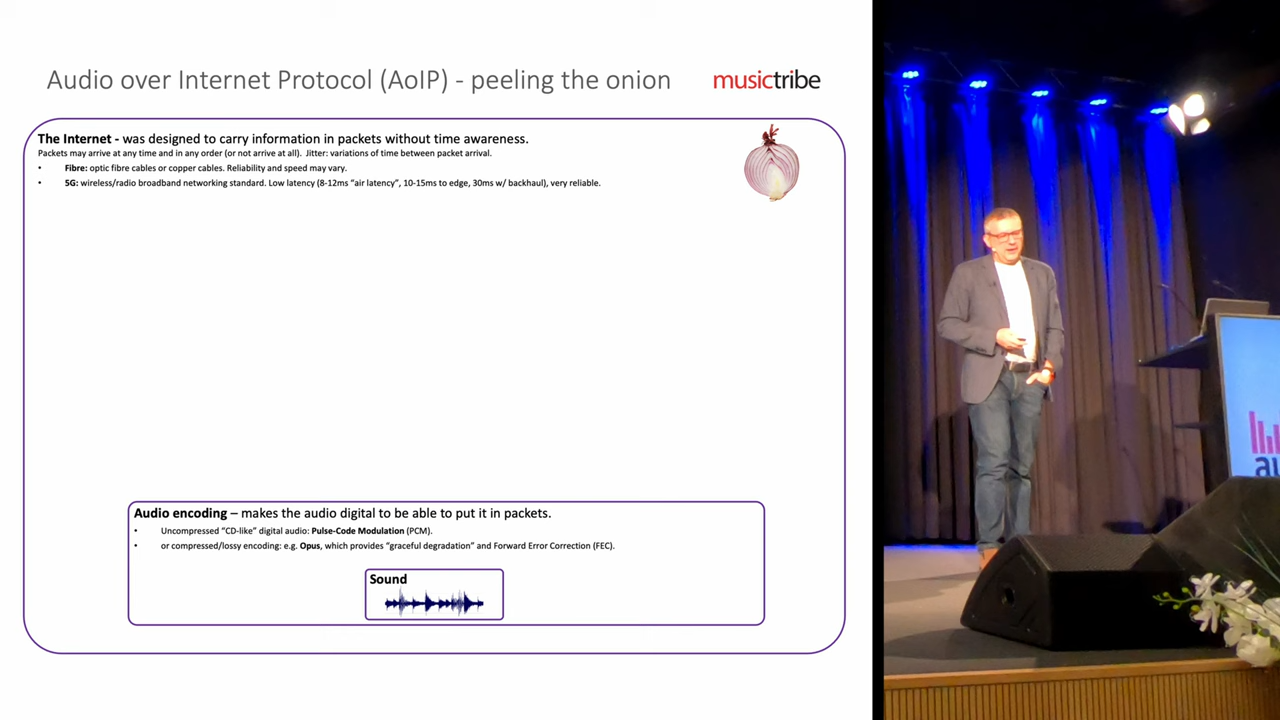 Audio over Internet Protocol (AoIP) - peeling the onion
musictribe
The Internet - was designed to carry information in packets without time awareness.
Packets may arrive at any time and in any order (or not arrive at all). Jitter: variations of time between packet arrival.
• Fibre: optic fibre cables or copper cables. Reliability and speed may vary.
• 5G: wireless/radio broadband networking standard. Low latency (8-12ms “air latency”, 10-15ms to edge, 30ms w/ backhaul), very reliable.
Audio encoding – makes the audio digital to be able to put it in packets.
• Uncompressed “CD-like” digital audio: Pulse-Code Modulation (PCM).
• or compressed/lossy encoding: e.g. Opus, which provides “graceful degradation” and Forward Error Correction (FEC).
Sound
au